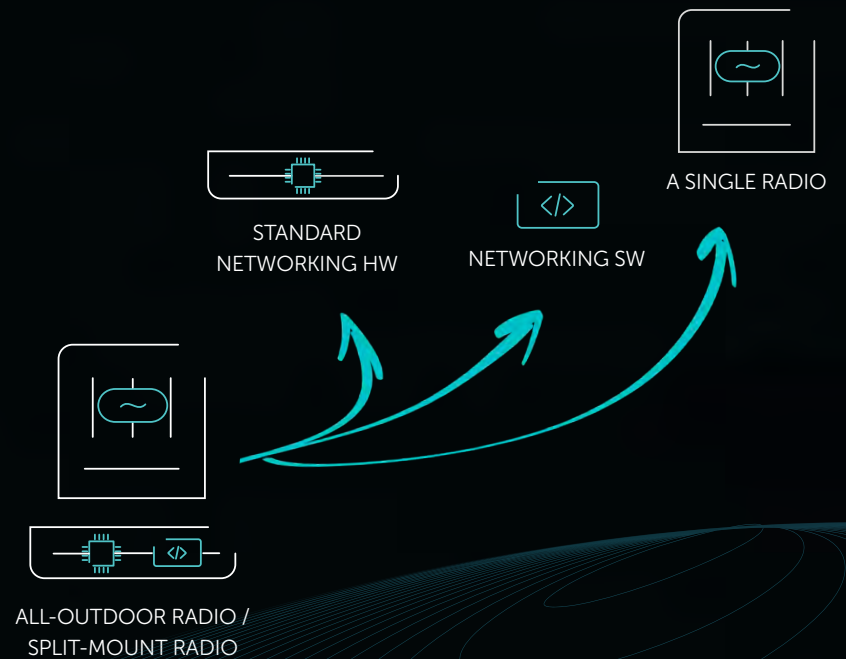 A SINGLE RADIO
STANDARD
NETWORKING HW
</>
NETWORKING SW
</>
ALL-OUTDOOR RADIO /
SPLIT-MOUNT RADIO